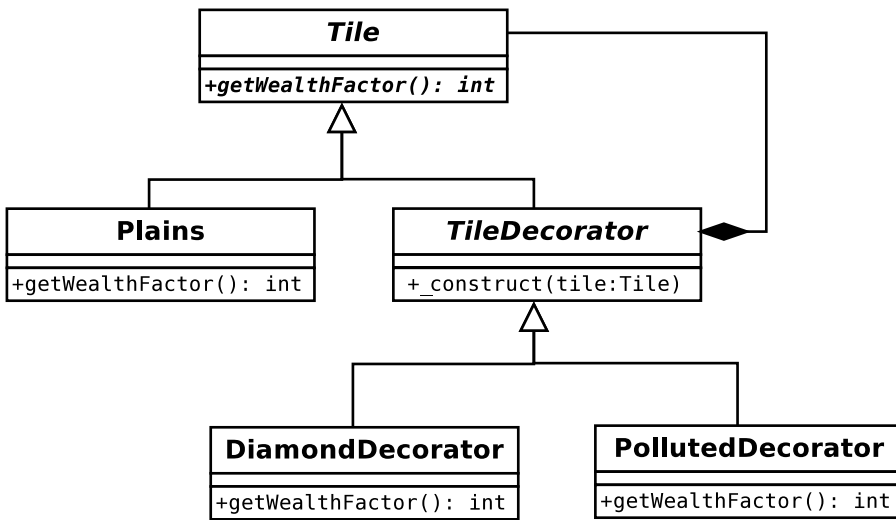 Tile
+getWealthFactor(): int
Plains
+getWealthFactor(): int
TileDecorator
+_construct(tile:Tile)
DiamondDecorator
+getWealthFactor(): int
PollutedDecorator
+getWealthFactor(): int